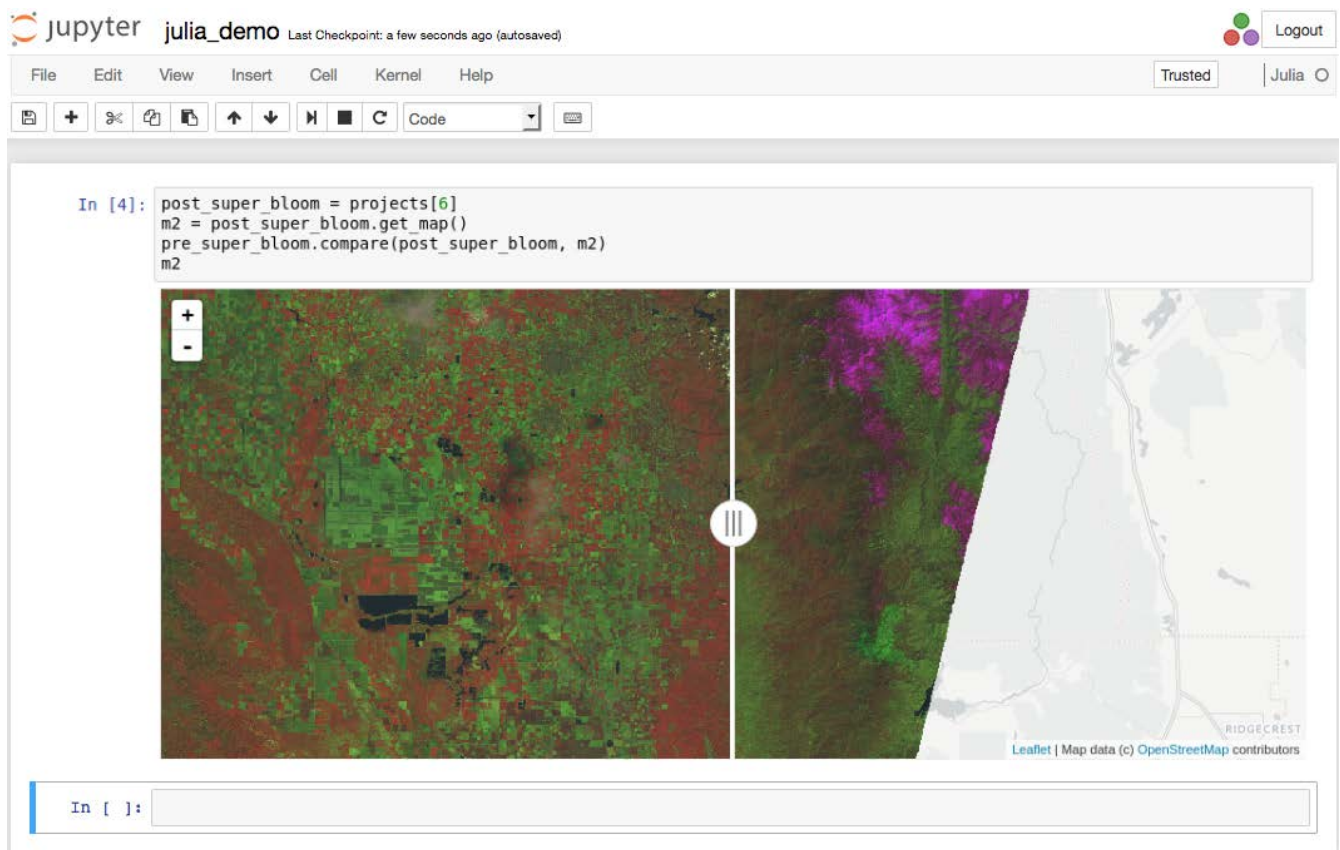 jupyter julia_demo Last Checkpoint: a few seconds ago (autosaved) Logout
File Edit View Insert Cell Kernel Help Trusted Julia
Code
In [4]: post_super_bloom = projects[6]
m2 = post_super_bloom.get_map()
pre_super_bloom.compare(post_super_bloom, m2)
m2
+
-
RIDGECREST
Leaflet | Map data (c) OpenStreetMap contributors
In [ ]: